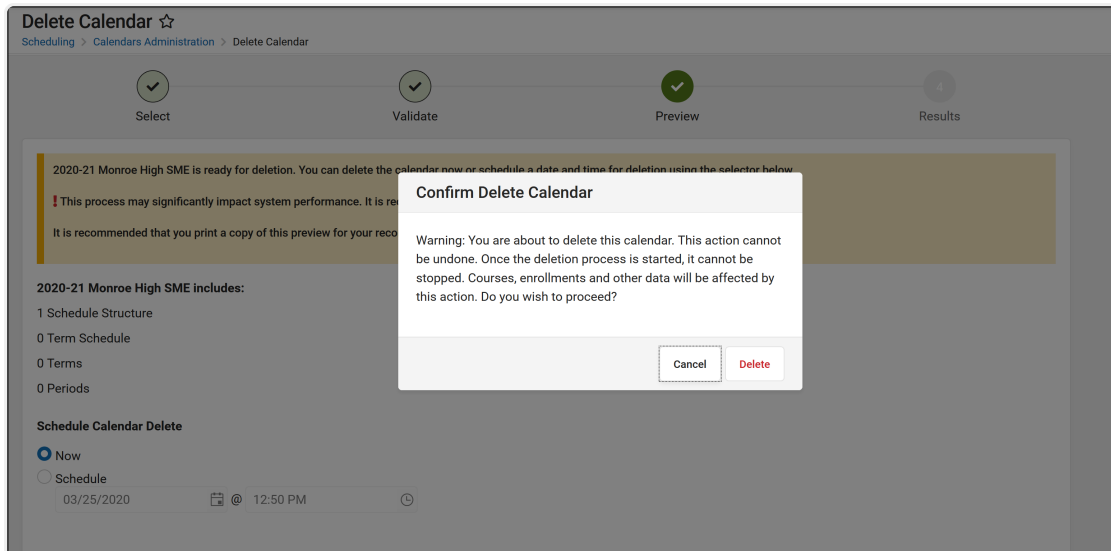 Delete Calendar
Scheduling > Calendars Administration > Delete Calendar
Select
Validate
Preview
4
Results
2020-21 Monroe High SME is ready for deletion. You can delete the calendar now or schedule a date and time for deletion using the selector below
! This process may significantly impact system performance. It is re
It is recommended that you print a copy of this preview for your reco
Confirm Delete Calendar
Warning: You are about to delete this calendar. This action cannot
be undone. Once the deletion process is started, it cannot be
stopped. Courses, enrollments and other data will be affected by
this action. Do you wish to proceed?
Cancel
Delete
2020-21 Monroe High SME includes:
1 Schedule Structure
0 Term Schedule
0 Terms
0 Periods
Schedule Calendar Delete
Now
Schedule
03/25/2020 @ 12:50 PM